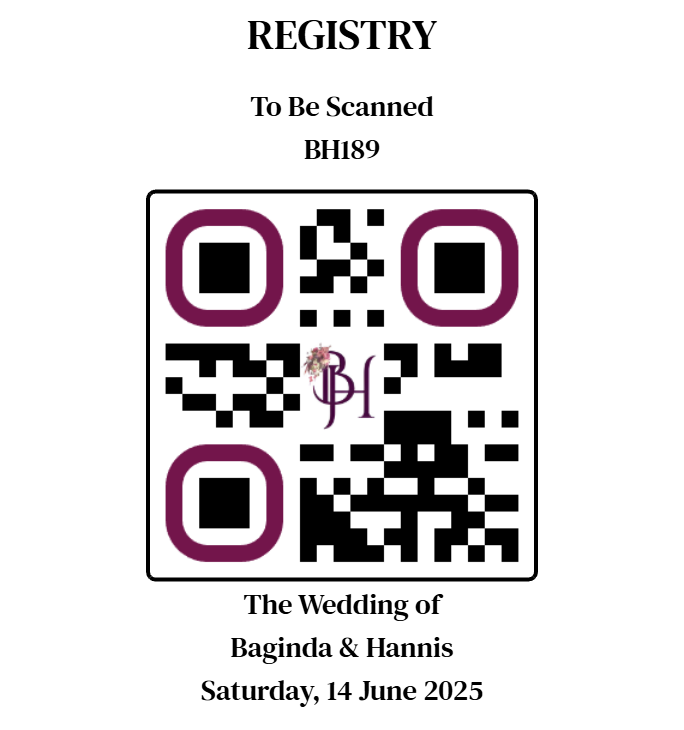 REGISTRY
To Be Scanned
BH189
BH
The Wedding of
Baginda & Hannis
Saturday, 14 June 2025